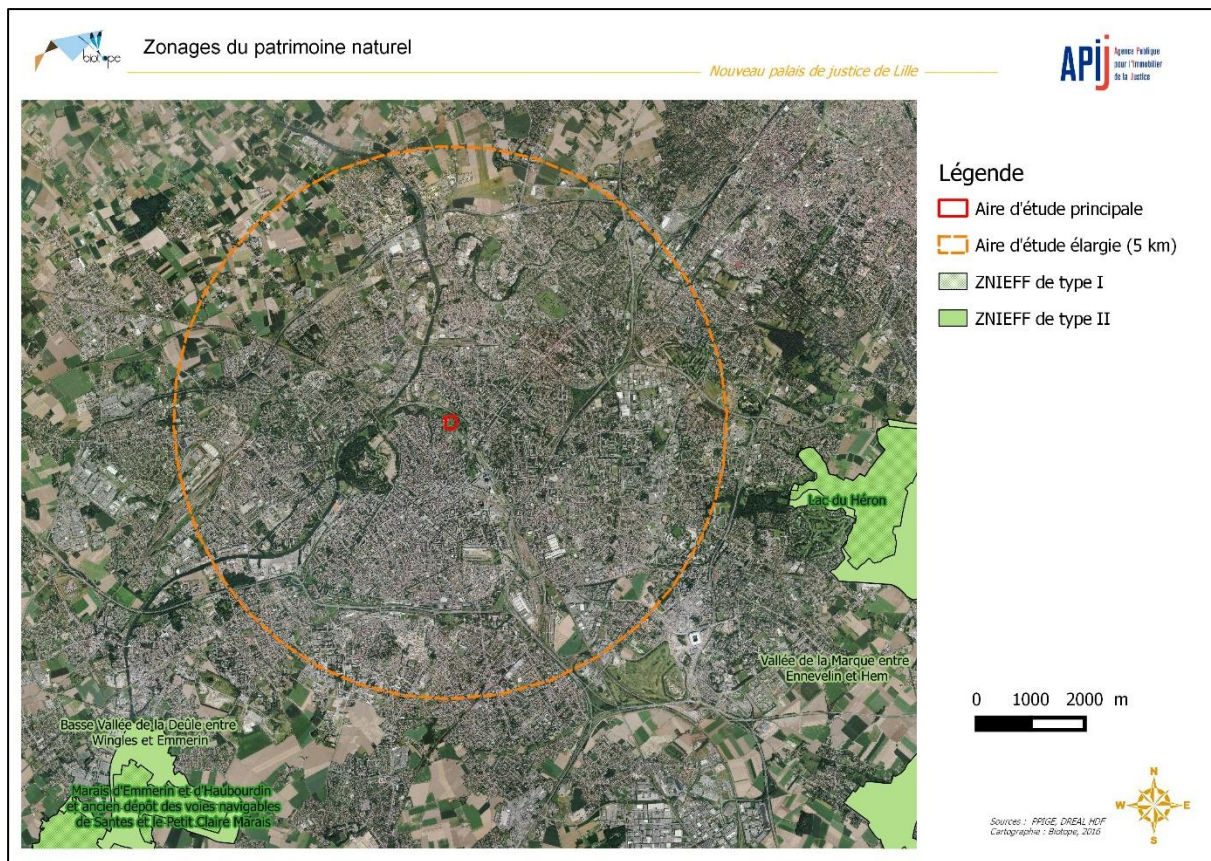 biotope
Zonages du patrimoine naturel
Nouveau palais de justice de Lille
APIJ
Agence Publique
pour l'Immobilier
de la Justice
Légende
Aire d'étude principale
Aire d'étude élargie (5 km)
ZNIEFF de type I
ZNIEFF de type II
Lac du Héron
Vallée de la Marque entre
Ennevelin et Hem
Basse Vallée de la Deûle entre
Wingles et Emmerin
Marais d'Emmerin et d'Haubourdin
et ancien dépôt des voies navigables
de Santes et le Petit Claire Marais
0 1000 2000 m
N
W E
S
Sources : PPIGE, DREAL HDF
Cartographie : Biotope, 2016